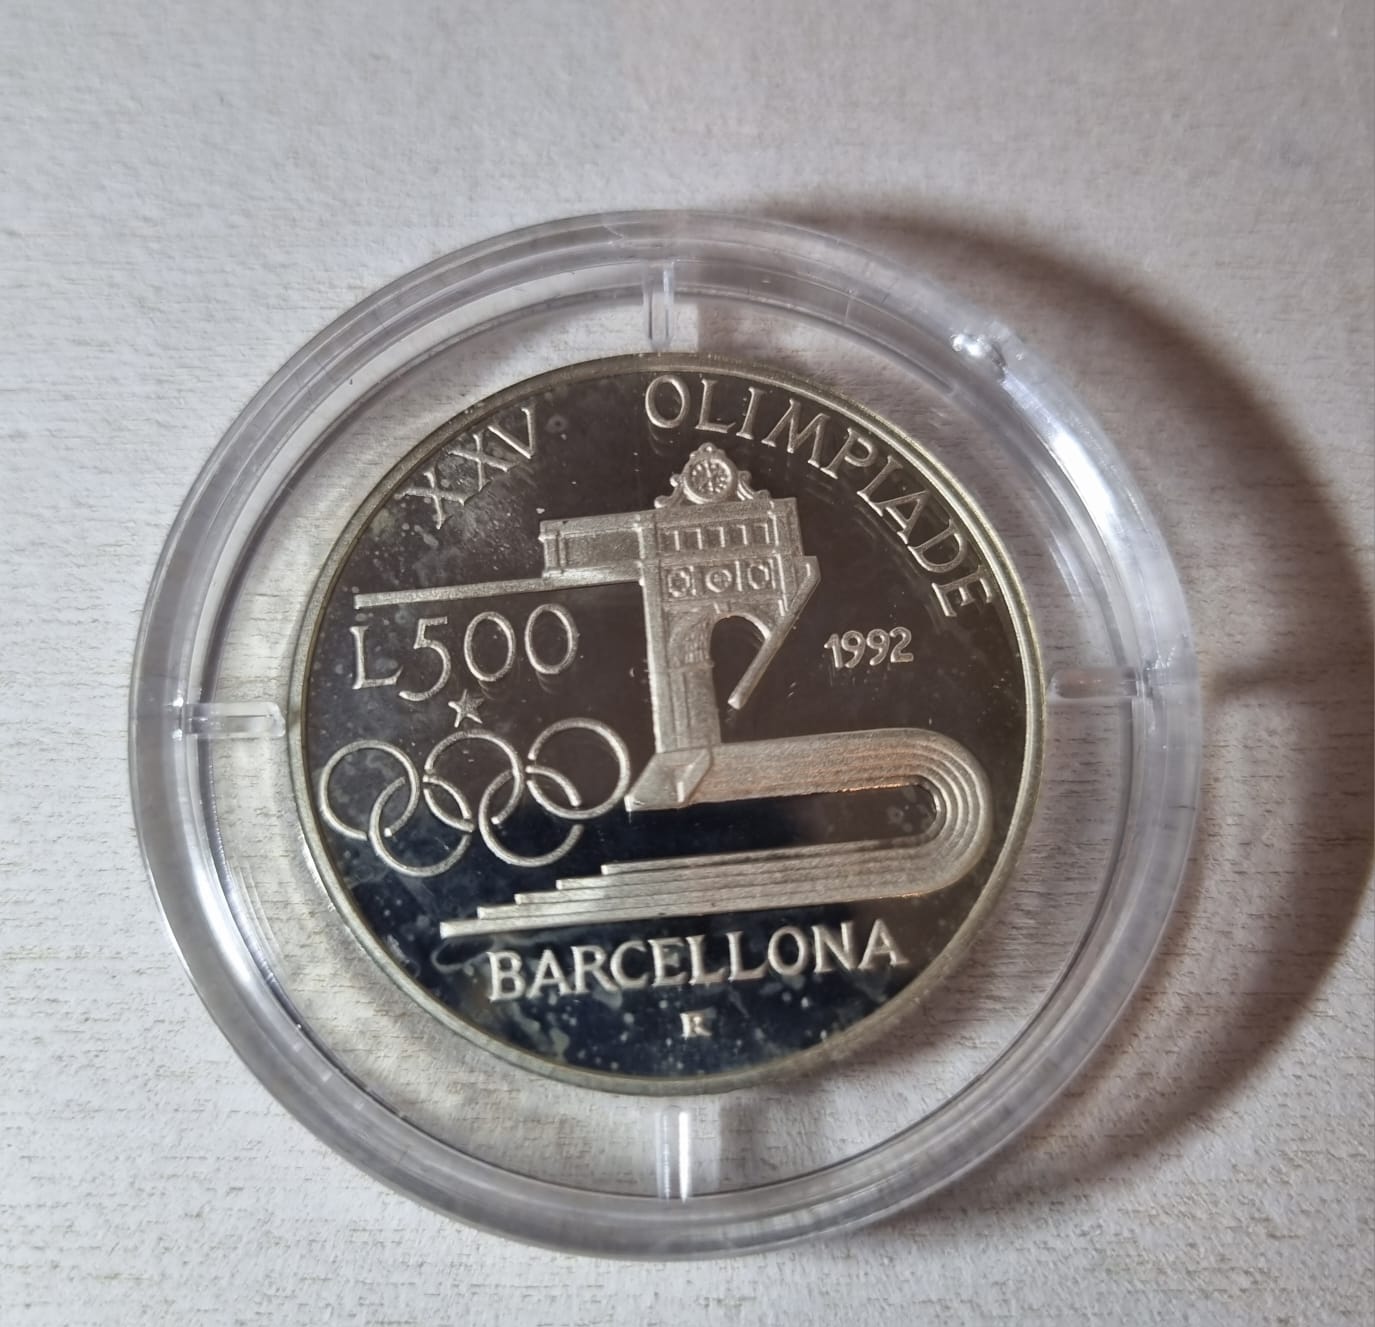 XXV OLIMPIADE
L500
1992
BARCELLONA
R